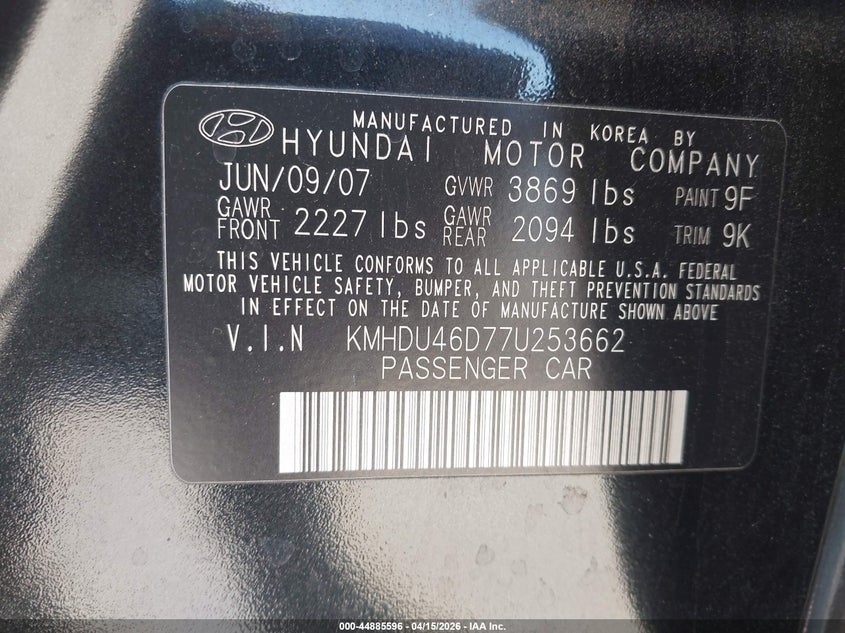 MANUFACTURED IN KOREA BY
HYUNDAI MOTOR COMPANY
JUN/09/07 GVWR 3869 lbs PAINT 9F
GAWR FRONT 2227 lbs GAWR REAR 2094 lbs TRIM 9K
THIS VEHICLE CONFORMS TO ALL APPLICABLE U.S.A. FEDERAL
MOTOR VEHICLE SAFETY, BUMPER, AND THEFT PREVENTION STANDARDS
IN EFFECT ON THE DATE OF MANUFACTURE SHOWN ABOVE
V.I.N KMHDU46D77U253662
PASSENGER CAR
000-44885596 - 04/15/2026 - IAA Inc.